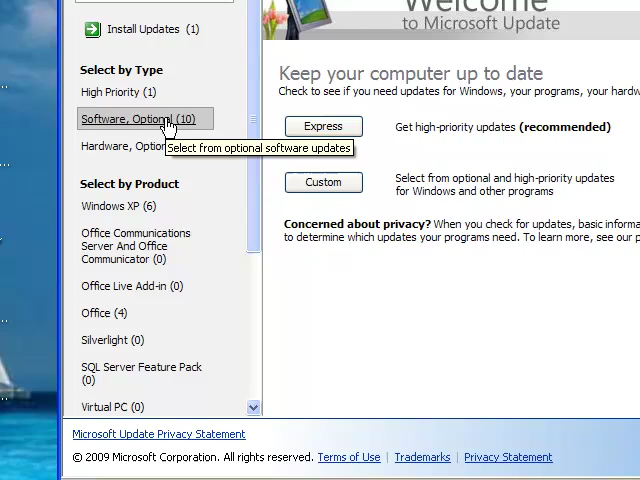 Welcome
to Microsoft Update
Install Updates (1)
Select by Type
High Priority (1)
Software, Optional (10)
Hardware, Option
Select from optional software updates
Select by Product
Windows XP (6)
Office Communications
Server And Office
Communicator (0)
Office Live Add-in (0)
Office (4)
Silverlight (0)
SQL Server Feature Pack
(0)
Virtual PC (0)
Keep your computer up to date
Check to see if you need updates for Windows, your programs, your hardw
Express
Get high-priority updates (recommended)
Custom
Select from optional and high-priority updates
for Windows and other programs
Concerned about privacy? When you check for updates, basic informa
to determine which updates your programs need. To learn more, see our p
Microsoft Update Privacy Statement
© 2009 Microsoft Corporation. All rights reserved. Terms of Use | Trademarks | Privacy Statement